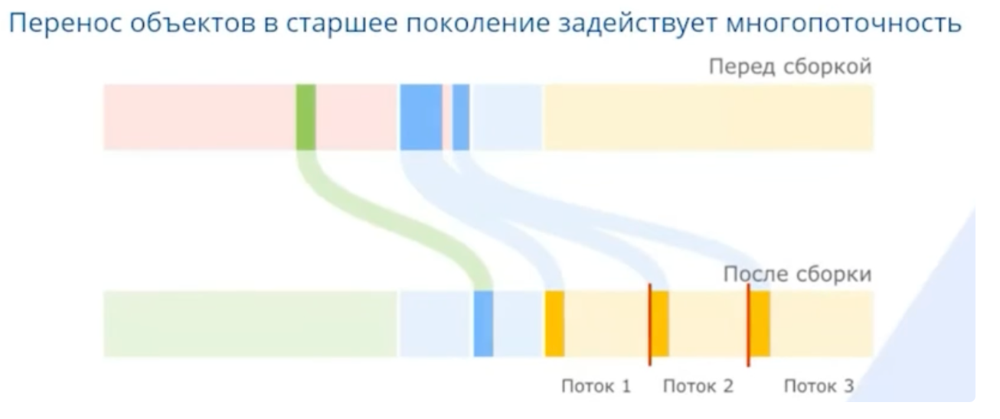 Перенос объектов в старшее поколение задействует многопоточность
Перед сборкой
После сборки
Поток 1
Поток 2
Поток 3